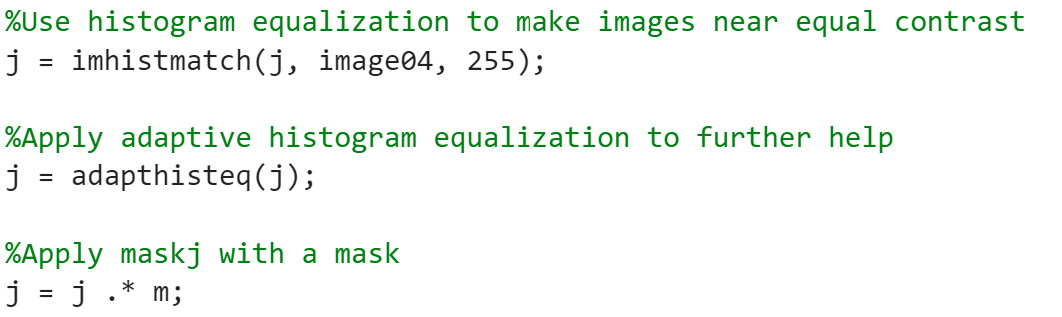 %Use histogram equalization to make images near equal contrast
j = imhistmatch(j, image04, 255);
%Apply adaptive histogram equalization to further help
j = adapthisteq(j);
%Apply maskj with a mask
j = j .* m;